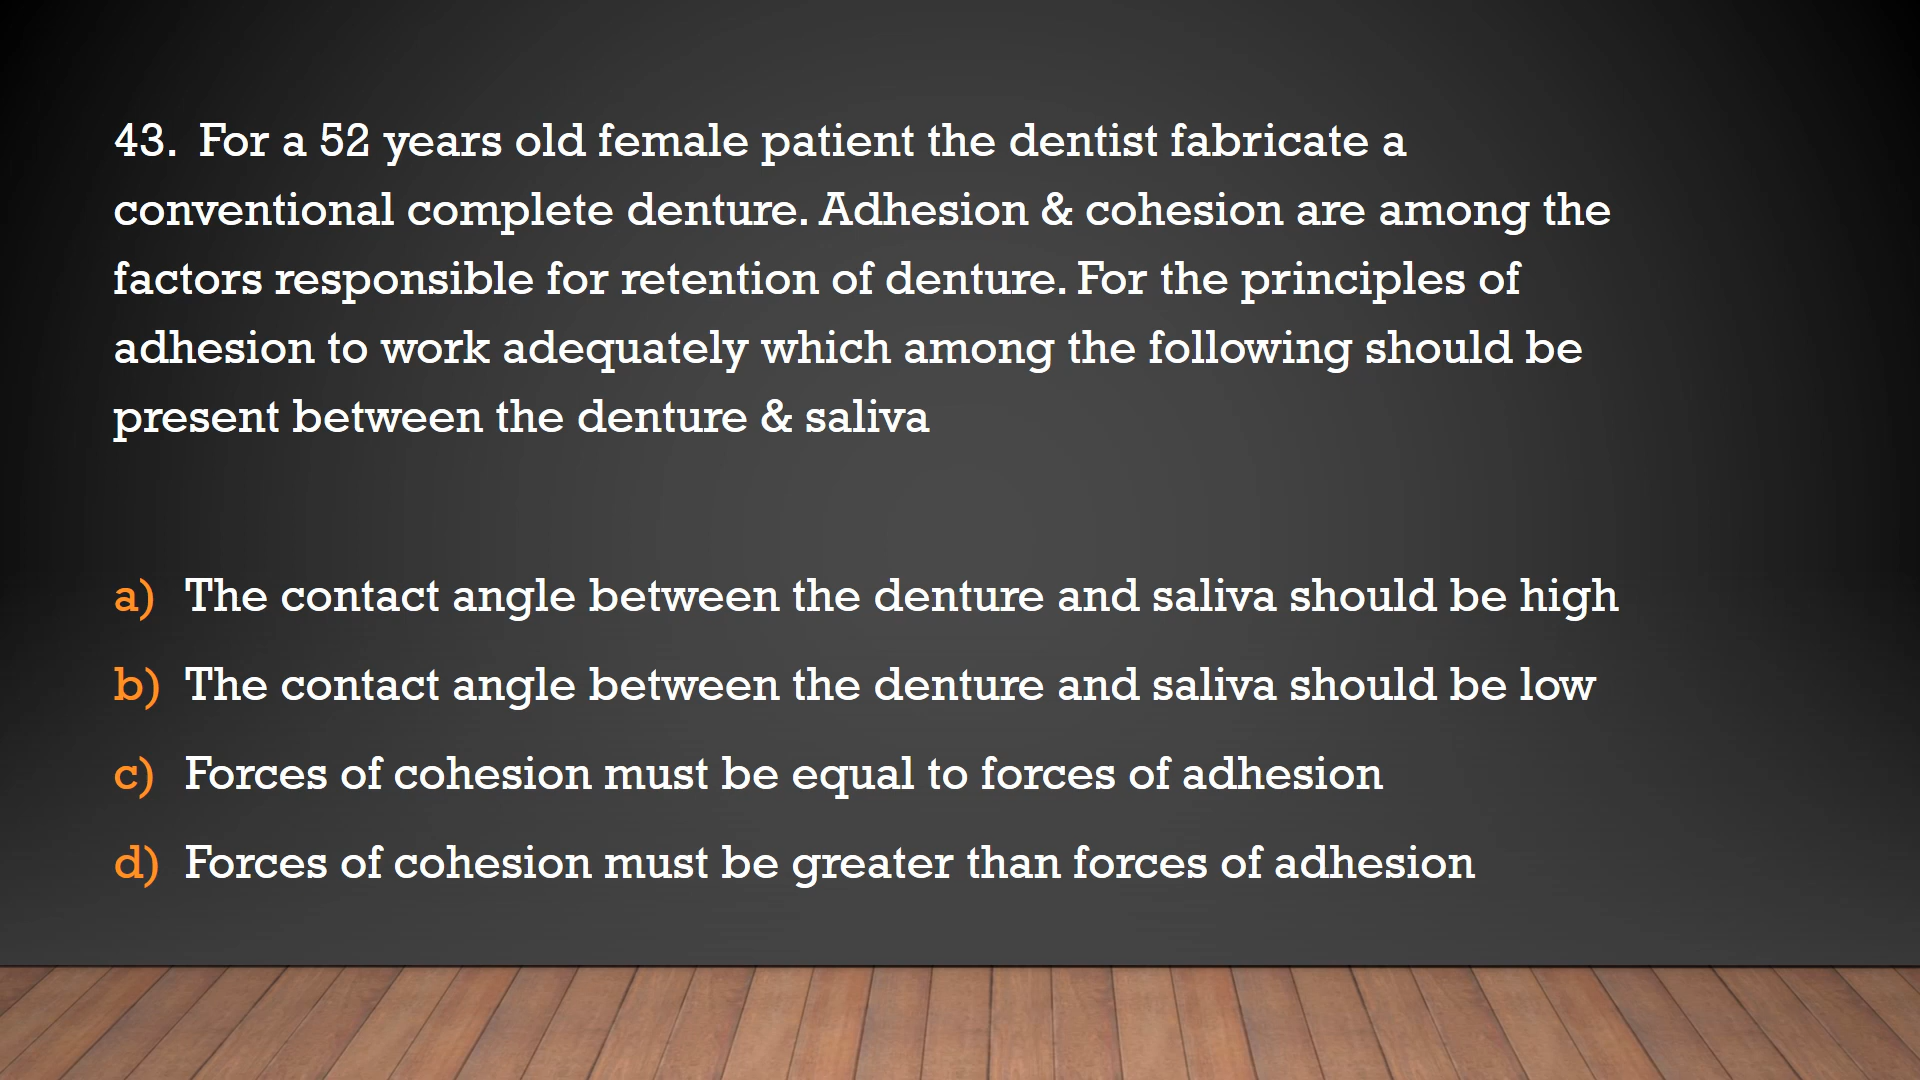 43. For a 52 years old female patient the dentist fabricate a
conventional complete denture. Adhesion & cohesion are among the
factors responsible for retention of denture. For the principles of
adhesion to work adequately which among the following should be
present between the denture & saliva
a) The contact angle between the denture and saliva should be high
b) The contact angle between the denture and saliva should be low
c) Forces of cohesion must be equal to forces of adhesion
d) Forces of cohesion must be greater than forces of adhesion